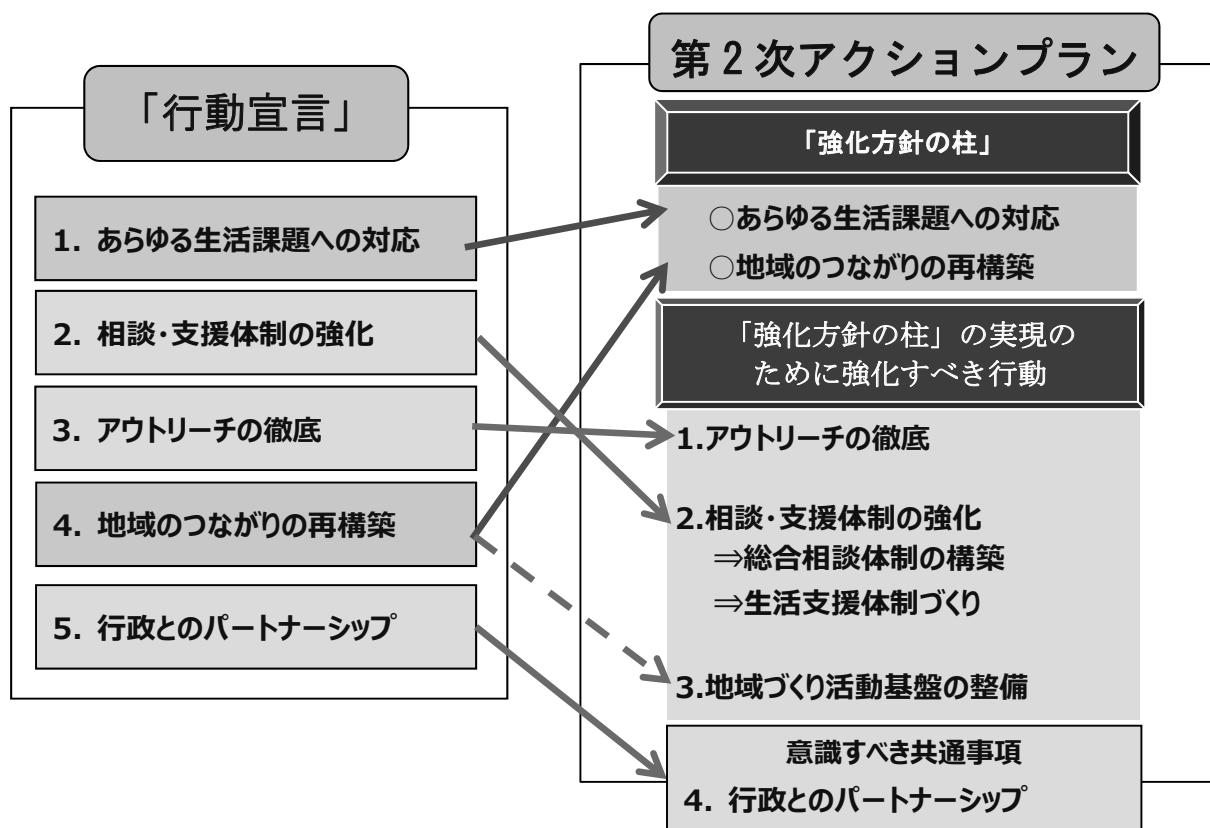 「行動宣言」
1. あらゆる生活課題への対応
2. 相談・支援体制の強化
3. アウトリーチの徹底
4. 地域のつながりの再構築
5. 行政とのパートナーシップ
第２次アクションプラン
「強化方針の柱」
○あらゆる生活課題への対応
○地域のつながりの再構築
「強化方針の柱」の実現の
ために強化すべき行動
1.アウトリーチの徹底
2.相談・支援体制の強化
⇒総合相談体制の構築
⇒生活支援体制づくり
3.地域づくり活動基盤の整備
意識すべき共通事項
4. 行政とのパートナーシップ